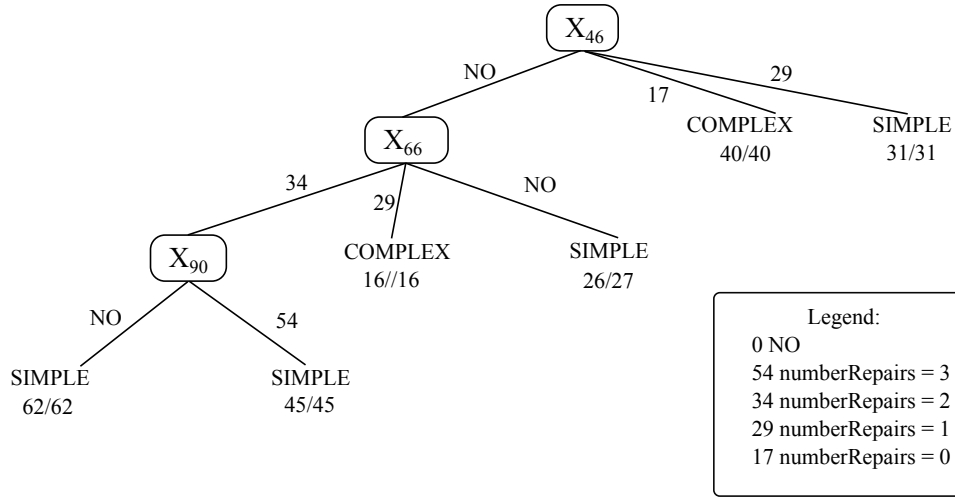 X46
NO
17
29
X66
COMPLEX
40/40
SIMPLE
31/31
34
29
NO
X90
COMPLEX
16//16
SIMPLE
26/27
NO
54
SIMPLE
62/62
SIMPLE
45/45
Legend:
0 NO
54 numberRepairs = 3
34 numberRepairs = 2
29 numberRepairs = 1
17 numberRepairs = 0